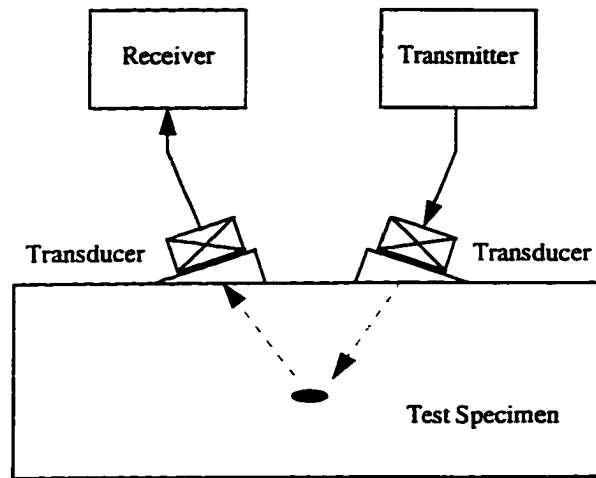 Receiver
Transmitter
Transducer
Transducer
Test Specimen